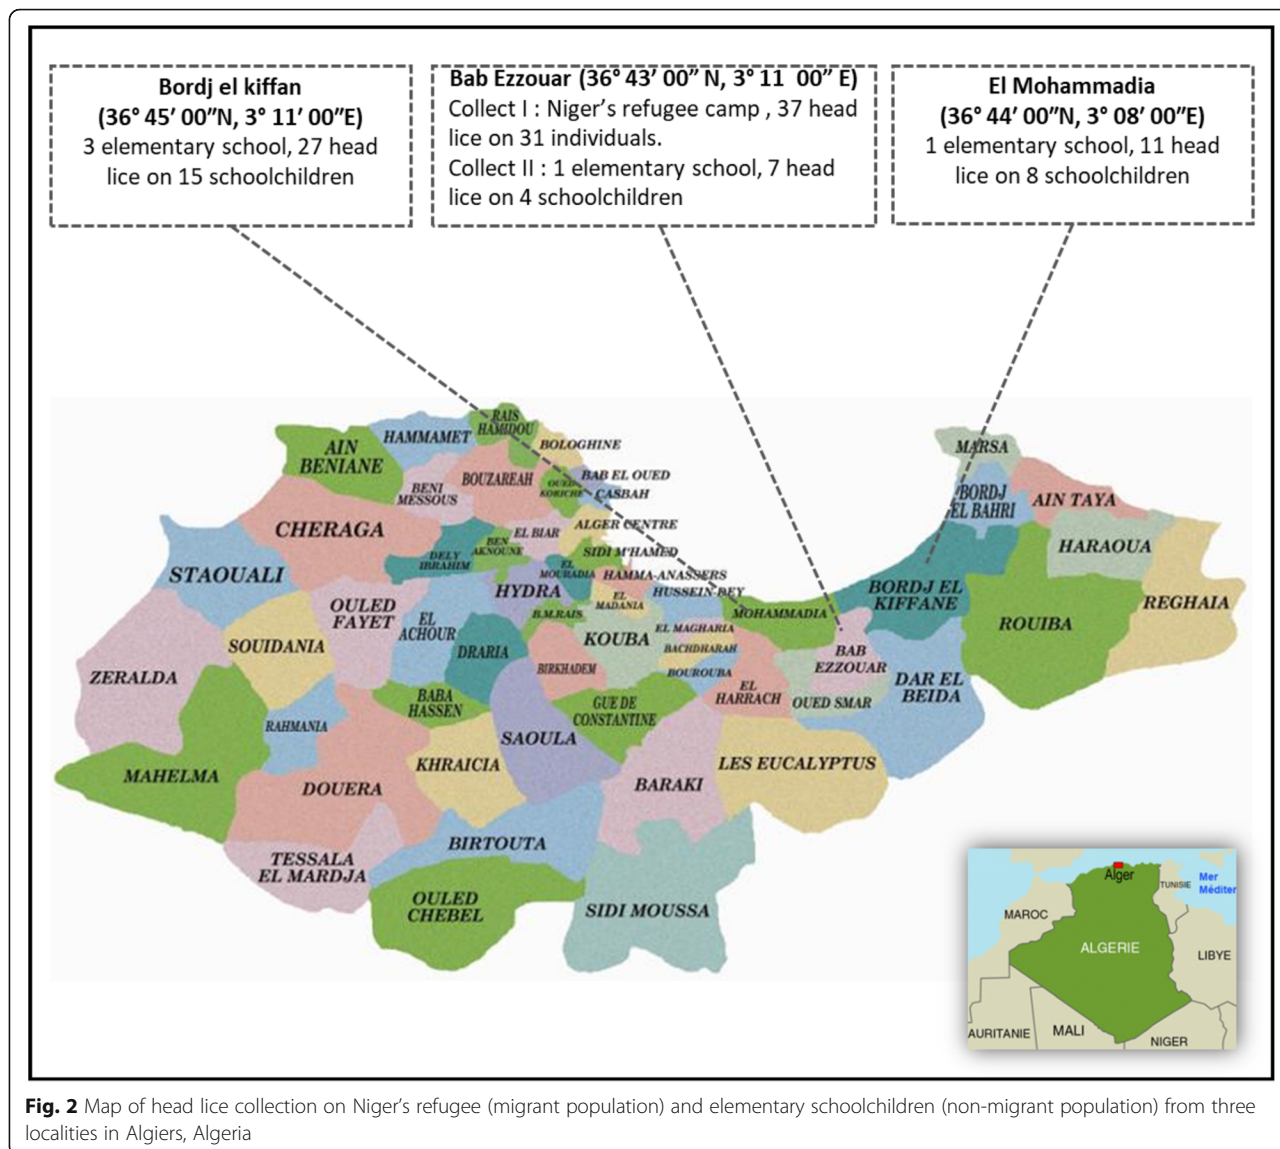 Bordj el kiffan
(36° 45’ 00’’N, 3° 11’ 00’’E)
3 elementary school, 27 head
lice on 15 schoolchildren
Bab Ezzouar (36° 43’ 00’’ N, 3° 11 00’’ E)
Collect I : Niger’s refugee camp , 37 head
lice on 31 individuals.
Collect II : 1 elementary school, 7 head
lice on 4 schoolchildren
El Mohammadia
(36° 44’ 00’’N, 3° 08’ 00’’E)
1 elementary school, 11 head
lice on 8 schoolchildren
RAIS
HAMIDOU
HAMMAMET
BOLOGHINE
AIN
BENIANE
MARSA
BOUZAREAH
BAB EL OUED
BENI
MESSOUS
OUED
KORICHE
CASBAH
BORDJ
EL BAHRI
AIN TAYA
CHERAGA
EL BIAR
ALGER CENTRE
BEN
AKNOUNE
SIDI M'HAMED
HARAOUA
DELY
IBRAHIM
EL
MOURADIA
HAMMA-ANASSERS
STAOUALI
HYDRA
HUSSEIN-DEY
BORDJ EL
KIFFANE
REGHAIA
EL
MADANIA
OULED
FAYET
B.M.RAIS
MOHAMMADIA
ROUIBA
EL
ACHOUR
KOUBA
EL MAGHARIA
SOUIDANIA
DRARIA
BACHDHARAH
BAB
EZZOUAR
ZERALDA
BIRKHADEM
BOUROUBA
DAR EL
BEIDA
BABA
HASSEN
GUE DE
CONSTANTINE
EL
HARRACH
OUED SMAR
RAHMANIA
SAOULA
MAHELMA
KHRAICIA
LES EUCALYPTUS
DOUERA
BARAKI
BIRTOUTA
TESSALA
EL MARDJA
OULED
CHEBEL
SIDI MOUSSA
Alger
TUNISIE
Mer
Méditer
MAROC
ALGERIE
LIBYE
AURITANIE
MALI
NIGER
Fig. 2 Map of head lice collection on Niger’s refugee (migrant population) and elementary schoolchildren (non-migrant population) from three
localities in Algiers, Algeria